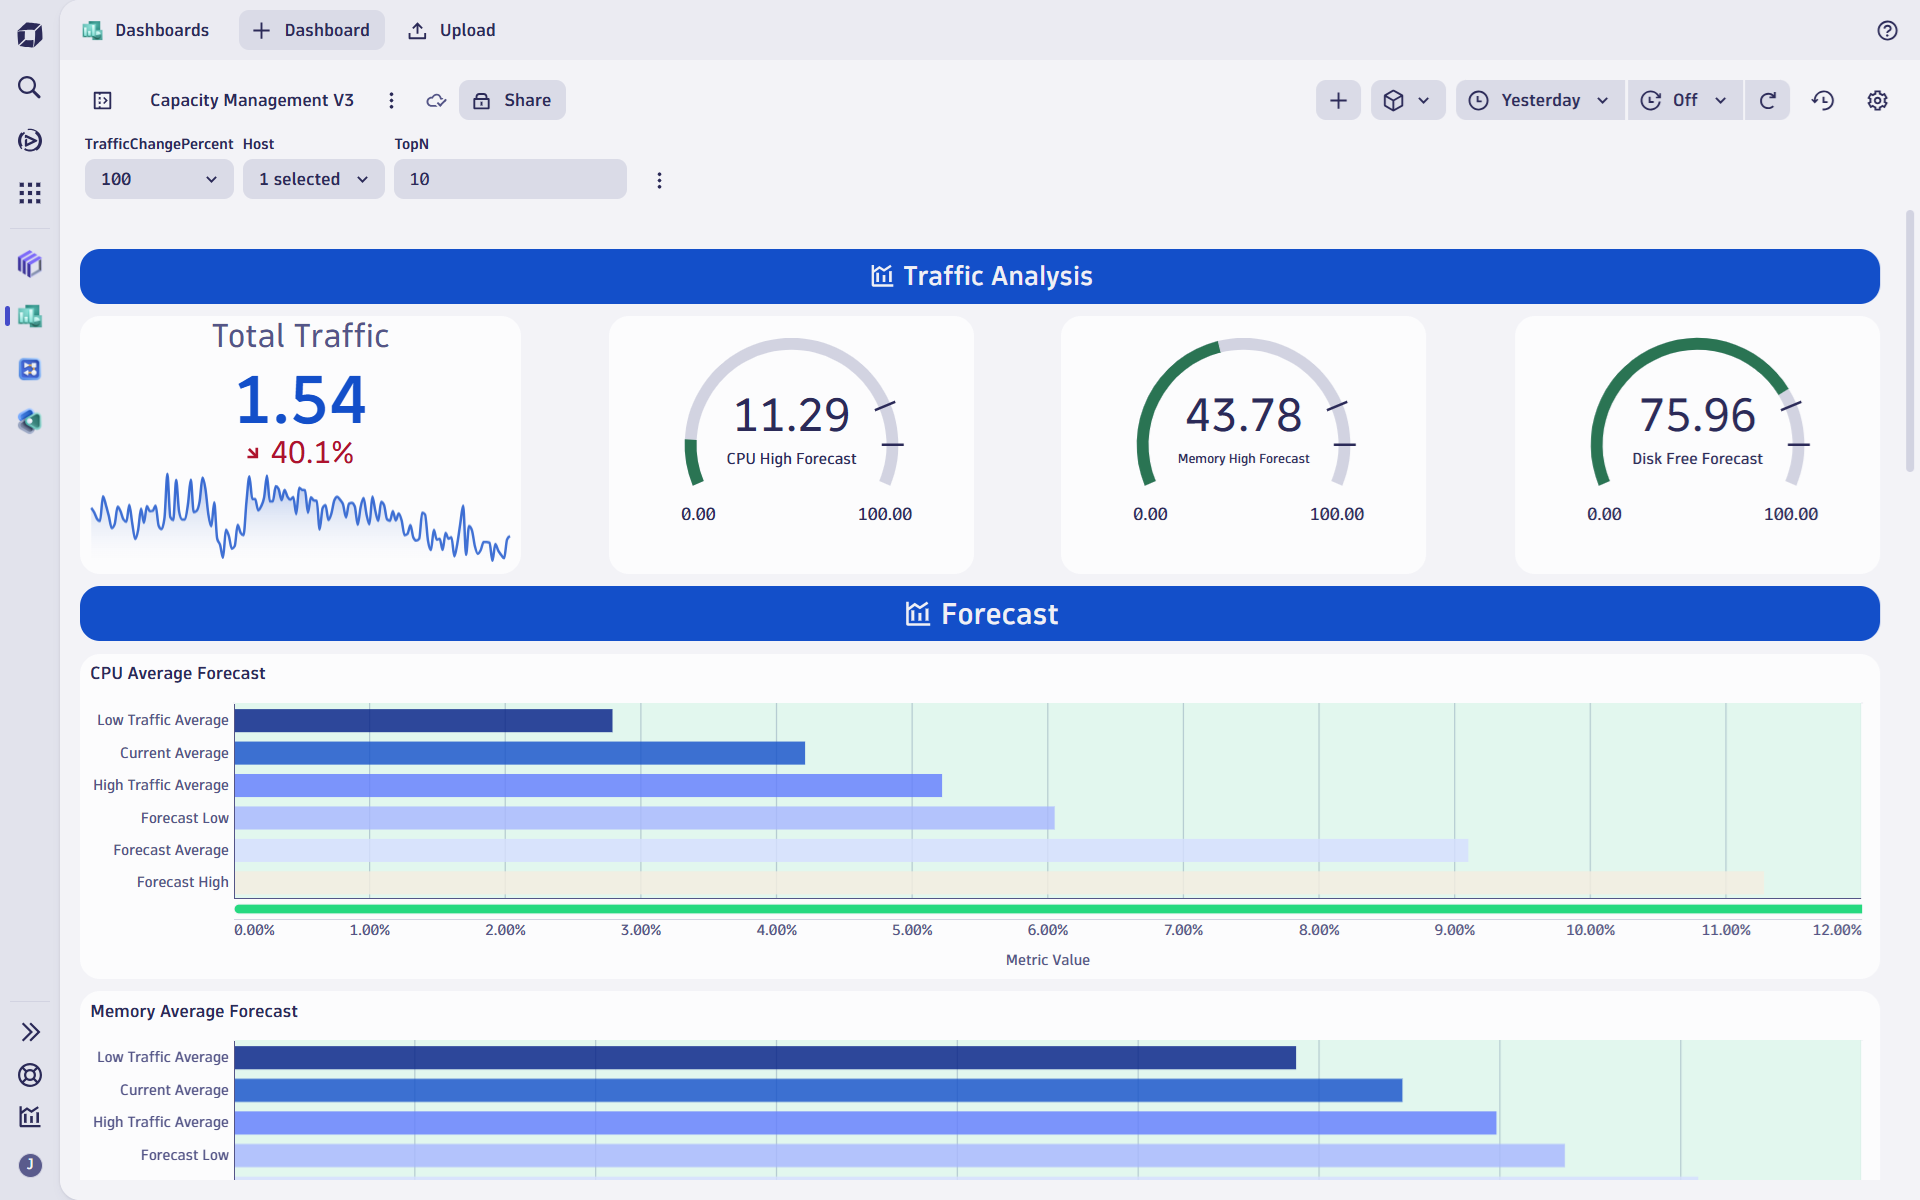 Dashboards
Dashboard
Upload
Capacity Management V3
Share
Yesterday
Off
TrafficChangePercent
Host
TopN
100
1 selected
10
Traffic Analysis
Total Traffic
1.54
40.1%
11.29
CPU High Forecast
0.00
100.00
43.78
Memory High Forecast
0.00
100.00
75.96
Disk Free Forecast
0.00
100.00
Forecast
CPU Average Forecast
Low Traffic Average
Current Average
High Traffic Average
Forecast Low
Forecast Average
Forecast High
0.00% 1.00% 2.00% 3.00% 4.00% 5.00% 6.00% 7.00% 8.00% 9.00% 10.00% 11.00% 12.00%
Metric Value
Memory Average Forecast
Low Traffic Average
Current Average
High Traffic Average
Forecast Low
J